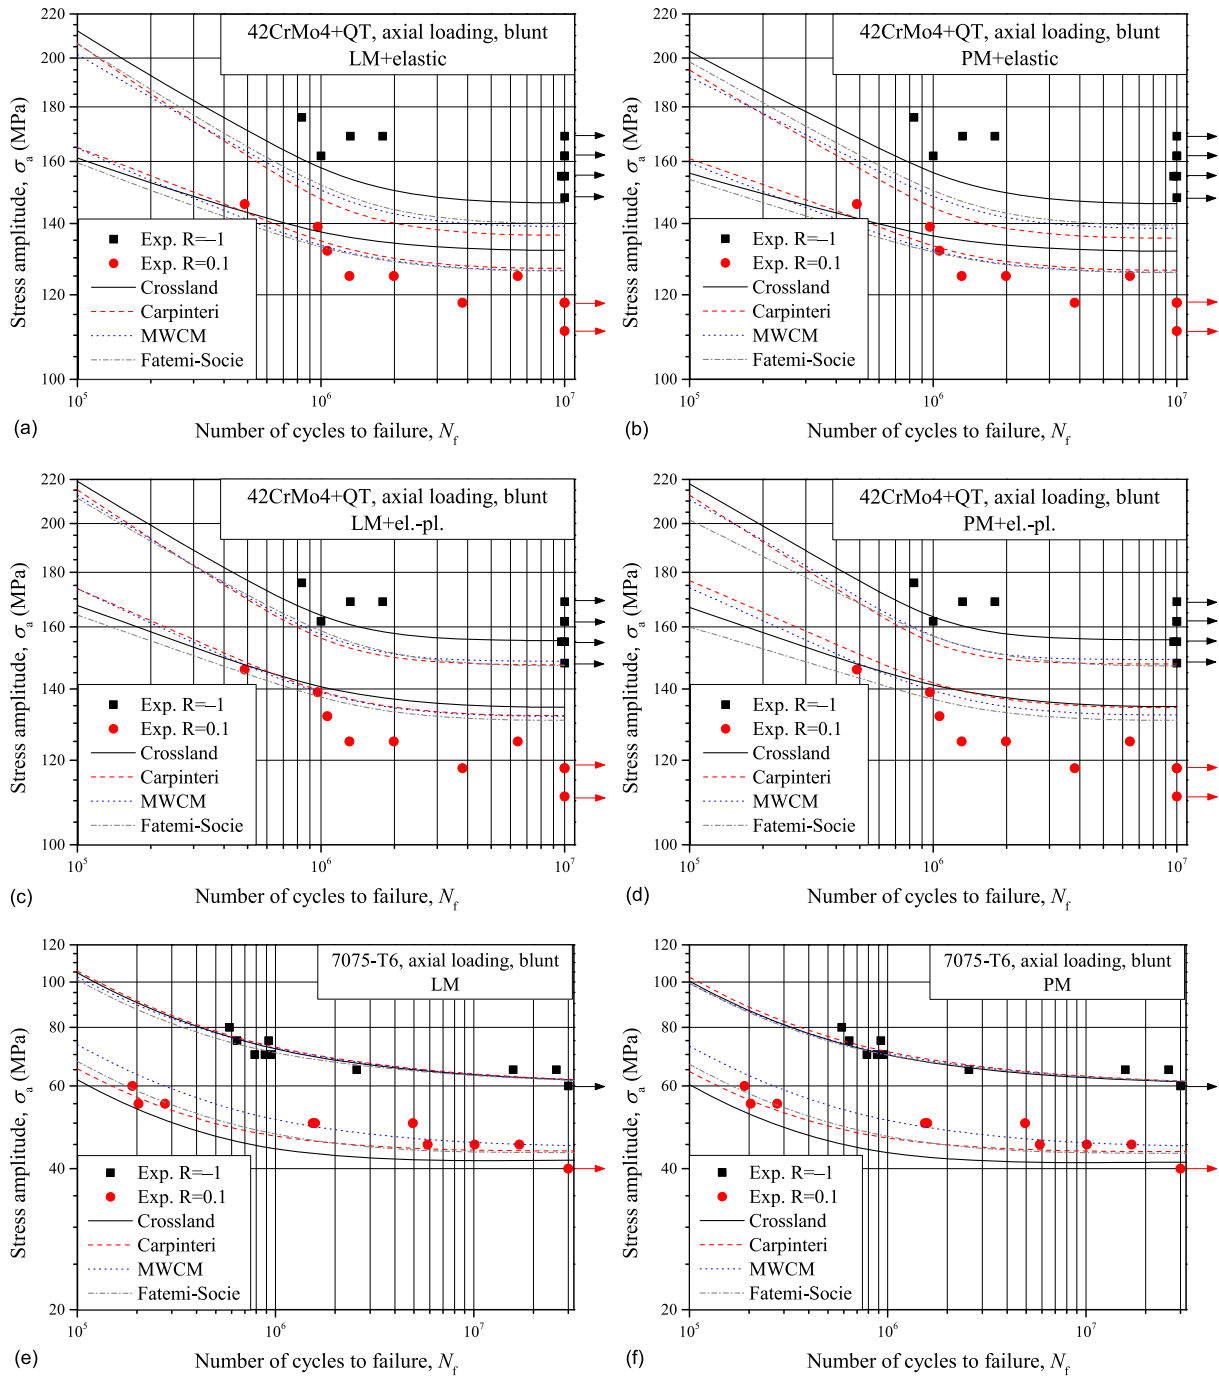 42CrMo4+QT, axial loading, blunt
LM+elastic
Stress amplitude, σa (MPa)
220
200
180
160
140
120
100
Exp. R=–1
Exp. R=0.1
Crossland
Carpinteri
MWCM
Fatemi-Socie
10^5
10^6
10^7
Number of cycles to failure, Nf
(a)
42CrMo4+QT, axial loading, blunt
PM+elastic
Stress amplitude, σa (MPa)
220
200
180
160
140
120
100
Exp. R=–1
Exp. R=0.1
Crossland
Carpinteri
MWCM
Fatemi-Socie
10^5
10^6
10^7
Number of cycles to failure, Nf
(b)
42CrMo4+QT, axial loading, blunt
LM+el.-pl.
Stress amplitude, σa (MPa)
220
200
180
160
140
120
100
Exp. R=–1
Exp. R=0.1
Crossland
Carpinteri
MWCM
Fatemi-Socie
10^5
10^6
10^7
Number of cycles to failure, Nf
(c)
42CrMo4+QT, axial loading, blunt
PM+el.-pl.
Stress amplitude, σa (MPa)
220
200
180
160
140
120
100
Exp. R=–1
Exp. R=0.1
Crossland
Carpinteri
MWCM
Fatemi-Socie
10^5
10^6
10^7
Number of cycles to failure, Nf
(d)
7075-T6, axial loading, blunt
LM
Stress amplitude, σa (MPa)
120
100
80
60
40
20
Exp. R=–1
Exp. R=0.1
Crossland
Carpinteri
MWCM
Fatemi-Socie
10^5
10^6
10^7
Number of cycles to failure, Nf
(e)
7075-T6, axial loading, blunt
PM
Stress amplitude, σa (MPa)
120
100
80
60
40
20
Exp. R=–1
Exp. R=0.1
Crossland
Carpinteri
MWCM
Fatemi-Socie
10^5
10^6
10^7
Number of cycles to failure, Nf
(f)